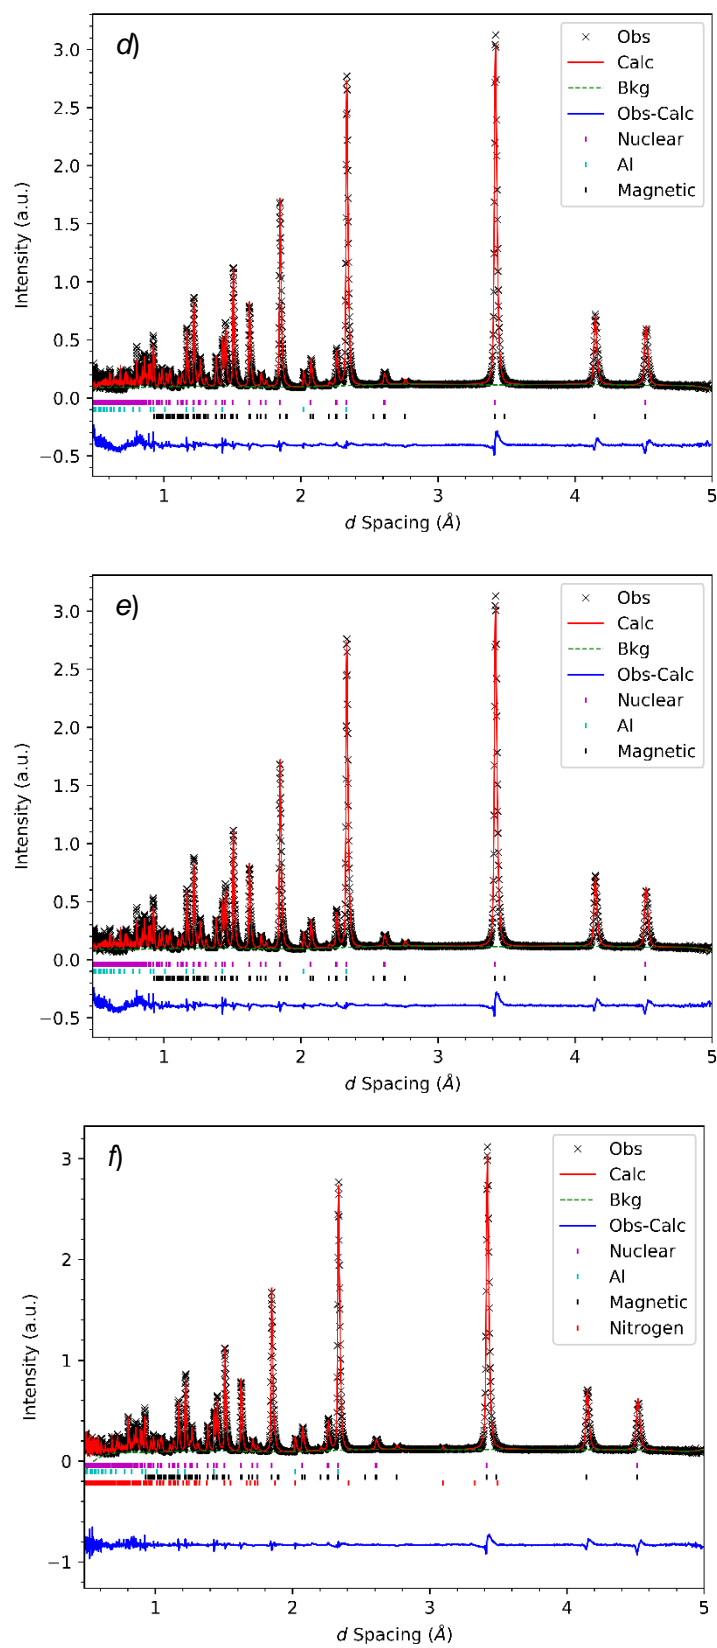 d)
Obs
Calc
Bkg
Obs-Calc
Nuclear
Al
Magnetic
Intensity (a.u.)
3.0
2.5
2.0
1.5
1.0
0.5
0.0
−0.5
1 2 3 4 5
d Spacing (Å)
e)
Obs
Calc
Bkg
Obs-Calc
Nuclear
Al
Magnetic
Intensity (a.u.)
3.0
2.5
2.0
1.5
1.0
0.5
0.0
−0.5
1 2 3 4 5
d Spacing (Å)
f)
Obs
Calc
Bkg
Obs-Calc
Nuclear
Al
Magnetic
Nitrogen
Intensity (a.u.)
3
2
1
0
−1
1 2 3 4 5
d Spacing (Å)